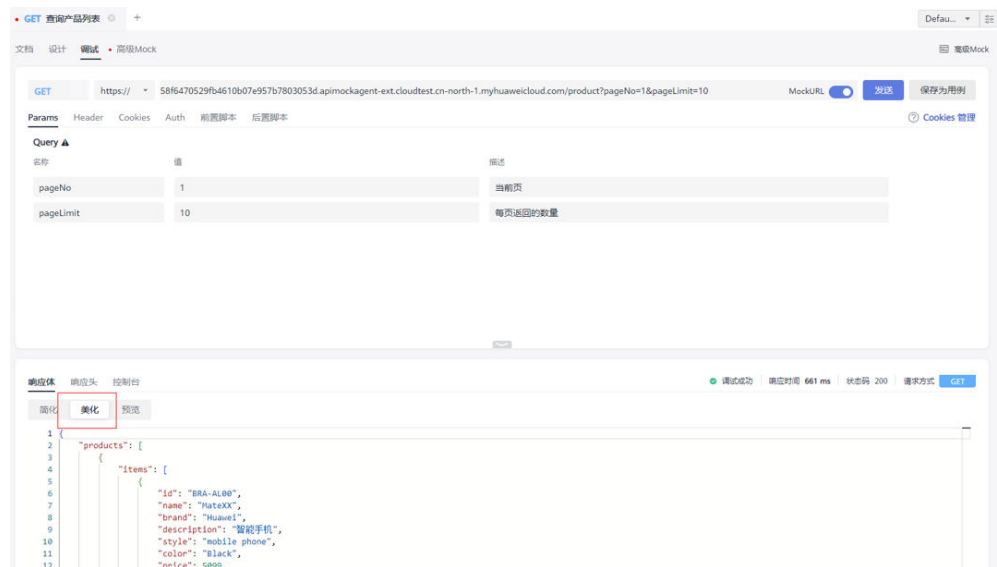 GET 查询产品列表 Defau...
文档 设计 调试 高级Mock 高级Mock
GET https:// 58f6470529fb4610b07e957b7803053d.apimockagent-ext.cloudtest.cn-north-1.myhuaweicloud.com/product?pageNo=1&pageLimit=10 MockURL 发送 保存为用例
Params Header Cookies Auth 前置脚本 后置脚本 Cookies 管理
Query
名称 值 描述
pageNo 1 当前页
pageLimit 10 每页返回的数量
响应体 响应头 控制台 调试成功 响应时间 661 ms 状态码 200 请求方式 GET
简化 美化 预览
1 {
2 "products": [
3 {
4 "items": [
5 {
6 "id": "BRA-AL00",
7 "name": "MateXX",
8 "brand": "Huawei",
9 "description": "智能手机",
10 "style": "mobile phone",
11 "color": "Black",
12 "price": 5099,